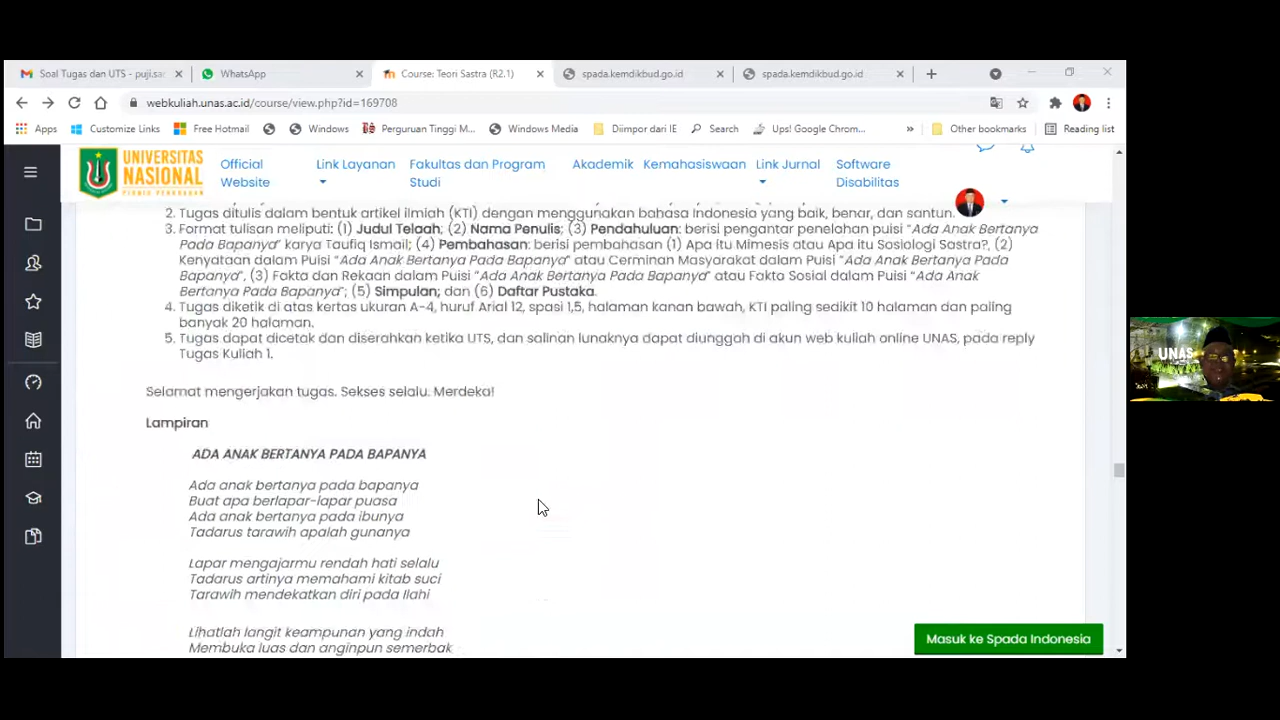 Soal Tugas dan UTS - puji.sa
WhatsApp
Course: Teori Sastra (R2.1)
spada.kemdikbud.go.id
spada.kemdikbud.go.id
webkuliah.unas.ac.id/course/view.php?id=169708
Apps
Customize Links
Free Hotmail
Windows
Perguruan Tinggi M...
Windows Media
Diimpor dari IE
Search
Ups! Google Chrom...
»
Other bookmarks
Reading list
UNIVERSITAS
NASIONAL
PIONIR PERUBAHAN
Official
Website
Link Layanan
Fakultas dan Program
Studi
Akademik
Kemahasiswaan
Link Jurnal
Software
Disabilitas
2. Tugas ditulis dalam bentuk artikel ilmiah (KTI) dengan menggunakan bahasa Indonesia yang baik, benar, dan santun.
3. Format tulisan meliputi: (1) Judul Telaah; (2) Nama Penulis; (3) Pendahuluan: berisi pengantar penelahan puisi “Ada Anak Bertanya
Pada Bapanya” karya Taufiq Ismail; (4) Pembahasan: berisi pembahasan (1) Apa itu Mimesis atau Apa itu Sosiologi Sastra?, (2)
Kenyataan dalam Puisi “Ada Anak Bertanya Pada Bapanya” atau Cerminan Masyarakat dalam Puisi “Ada Anak Bertanya Pada
Bapanya”, (3) Fakta dan Rekaan dalam Puisi “Ada Anak Bertanya Pada Bapanya” atau Fakta Sosial dalam Puisi “Ada Anak
Bertanya Pada Bapanya”; (5) Simpulan; dan (6) Daftar Pustaka.
4. Tugas diketik di atas kertas ukuran A-4, huruf Arial 12, spasi 1,5, halaman kanan bawah, KTI paling sedikit 10 halaman dan paling
banyak 20 halaman.
5. Tugas dapat dicetak dan diserahkan ketika UTS, dan salinan lunaknya dapat diunggah di akun web kuliah online UNAS, pada reply
Tugas Kuliah 1.
Selamat mengerjakan tugas. Sekses selalu. Merdeka!
Lampiran
ADA ANAK BERTANYA PADA BAPANYA
Ada anak bertanya pada bapanya
Buat apa berlapar-lapar puasa
Ada anak bertanya pada ibunya
Tadarus tarawih apalah gunanya
Lapar mengajarmu rendah hati selalu
Tadarus artinya memahami kitab suci
Tarawih mendekatkan diri pada Ilahi
Lihatlah langit keampunan yang indah
Membuka luas dan anginpun semerbak
Masuk ke Spada Indonesia
UNAS